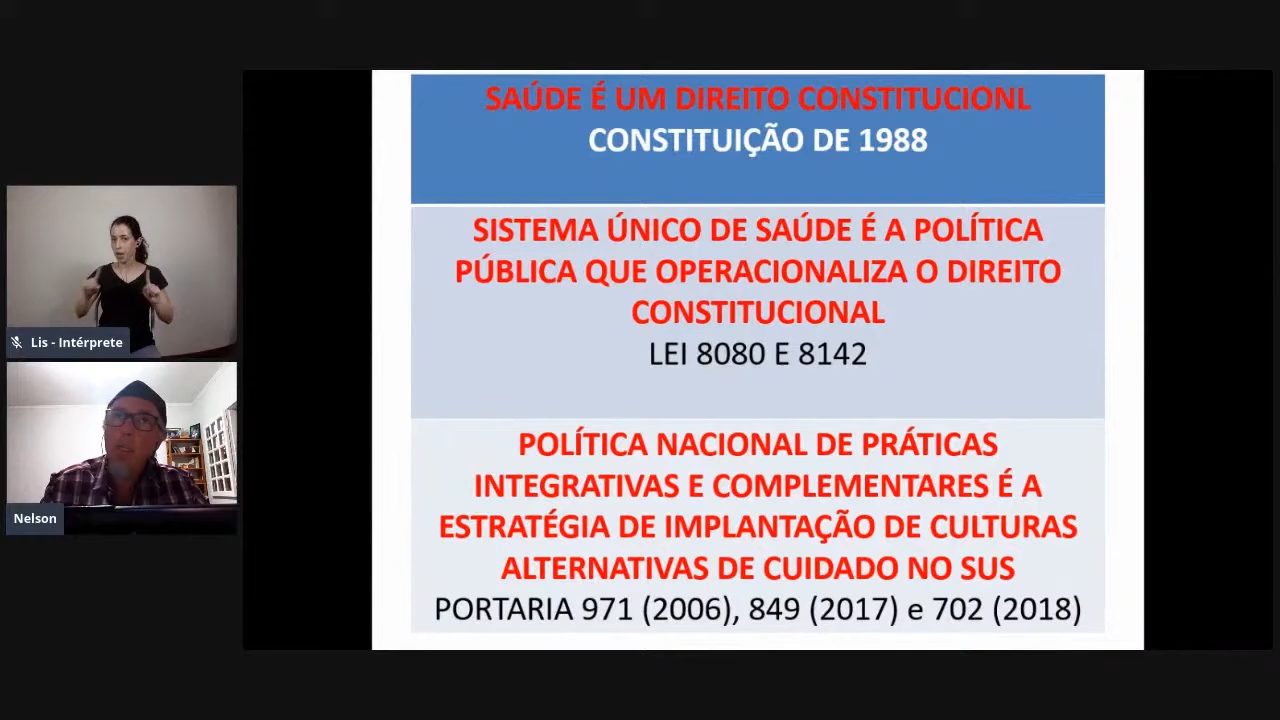 SAÚDE É UM DIREITO CONSTITUCIONL
CONSTITUIÇÃO DE 1988
SISTEMA ÚNICO DE SAÚDE É A POLÍTICA
PÚBLICA QUE OPERACIONALIZA O DIREITO
CONSTITUCIONAL
LEI 8080 E 8142
POLÍTICA NACIONAL DE PRÁTICAS
INTEGRATIVAS E COMPLEMENTARES É A
ESTRATÉGIA DE IMPLANTAÇÃO DE CULTURAS
ALTERNATIVAS DE CUIDADO NO SUS
PORTARIA 971 (2006), 849 (2017) e 702 (2018)
Lis - Intérprete
Nelson